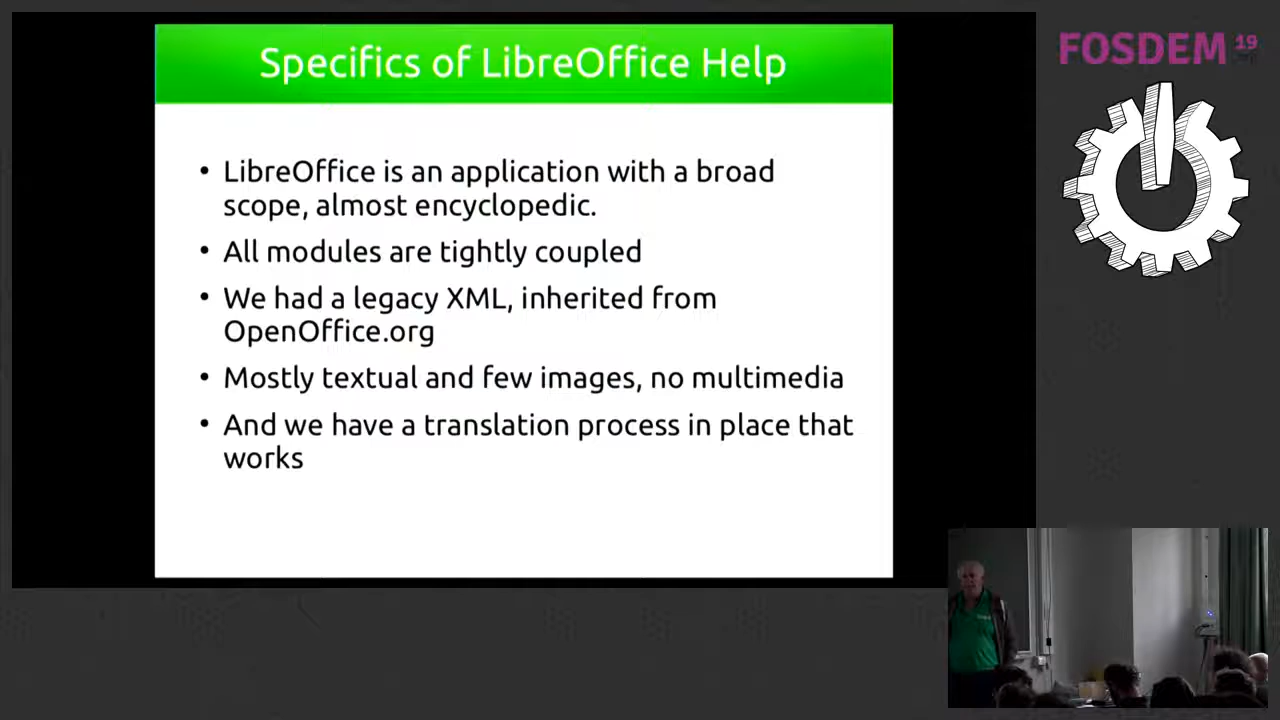 Specifics of LibreOffice Help
FOSDEM 19
• LibreOffice is an application with a broad
scope, almost encyclopedic.
• All modules are tightly coupled
• We had a legacy XML, inherited from
OpenOffice.org
• Mostly textual and few images, no multimedia
• And we have a translation process in place that
works